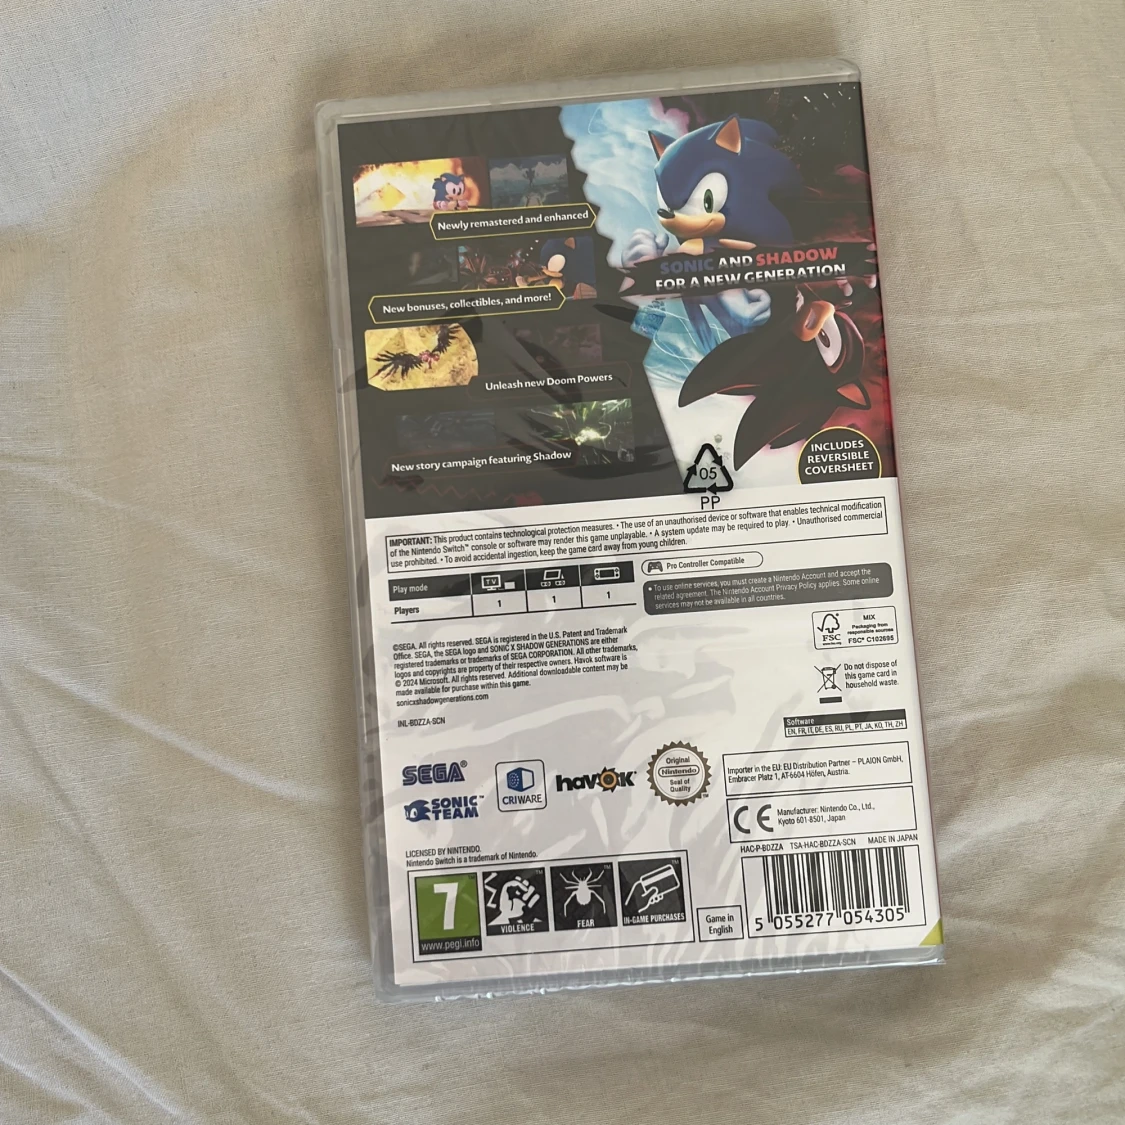 Newly remastered and enhanced
SONIC AND SHADOW
FOR A NEW GENERATION
New bonuses, collectibles, and more!
Unleash new Doom Powers
New story campaign featuring Shadow
INCLUDES
REVERSIBLE
COVERSHEET
05
PP
IMPORTANT: This product contains technological protection measures. • The use of an unauthorised device or software that enables technical modification
of the Nintendo Switch™ console or software may render this game unplayable. • A system update may be required to play. • Unauthorised commercial
use prohibited. • To avoid accidental ingestion, keep the game card away from young children.
Pro Controller Compatible
Play mode TV
Players 1 1 1
• To use online services, you must create a Nintendo Account and accept the
related agreement. The Nintendo Account Privacy Policy applies. Some online
services may not be available in all countries.
©SEGA. All rights reserved. SEGA is registered in the U.S. Patent and Trademark
Office. SEGA, the SEGA logo and SONIC X SHADOW GENERATIONS are either
registered trademarks or trademarks of SEGA CORPORATION. All other trademarks,
logos and copyrights are property of their respective owners. Havok software is
© 2024 Microsoft. All rights reserved. Additional downloadable content may be
made available for purchase within this game.
sonicxshadowgenerations.com
INL-BDZZA-SCN
FSC
MIX
Packaging from
responsible sources
FSC® C102695
Do not dispose of
this game card in
household waste.
Software
EN, FR, IT, DE, ES, RU, PL, PT, JA, KO, TH, ZH
SEGA®
SONIC™
TEAM
CRIWARE
havok
Original
Nintendo
Seal of
Quality
Importer in the EU: EU Distribution Partner – PLAION GmbH,
Embracer Platz 1, AT-6604 Höfen, Austria.
CE
Manufacturer: Nintendo Co., Ltd.,
Kyoto 601-8501, Japan
HAC-P-BDZZA TSA-HAC-BDZZA-SCN MADE IN JAPAN
LICENSED BY NINTENDO.
Nintendo Switch is a trademark of Nintendo.
7
www.pegi.info
VIOLENCE
FEAR
IN-GAME PURCHASES
Game in
English
5 055277 054305